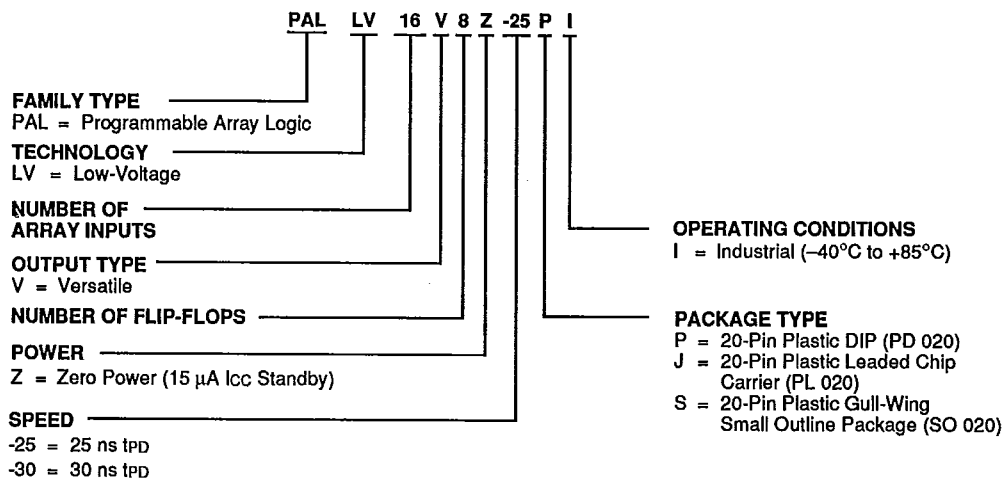 PAL LV 16 V 8 Z -25 P I
FAMILY TYPE
PAL = Programmable Array Logic
TECHNOLOGY
LV = Low-Voltage
NUMBER OF
ARRAY INPUTS
OUTPUT TYPE
V = Versatile
NUMBER OF FLIP-FLOPS
POWER
Z = Zero Power (15 µA ICC Standby)
SPEED
-25 = 25 ns tPD
-30 = 30 ns tPD
OPERATING CONDITIONS
I = Industrial (–40°C to +85°C)
PACKAGE TYPE
P = 20-Pin Plastic DIP (PD 020)
J = 20-Pin Plastic Leaded Chip
Carrier (PL 020)
S = 20-Pin Plastic Gull-Wing
Small Outline Package (SO 020)